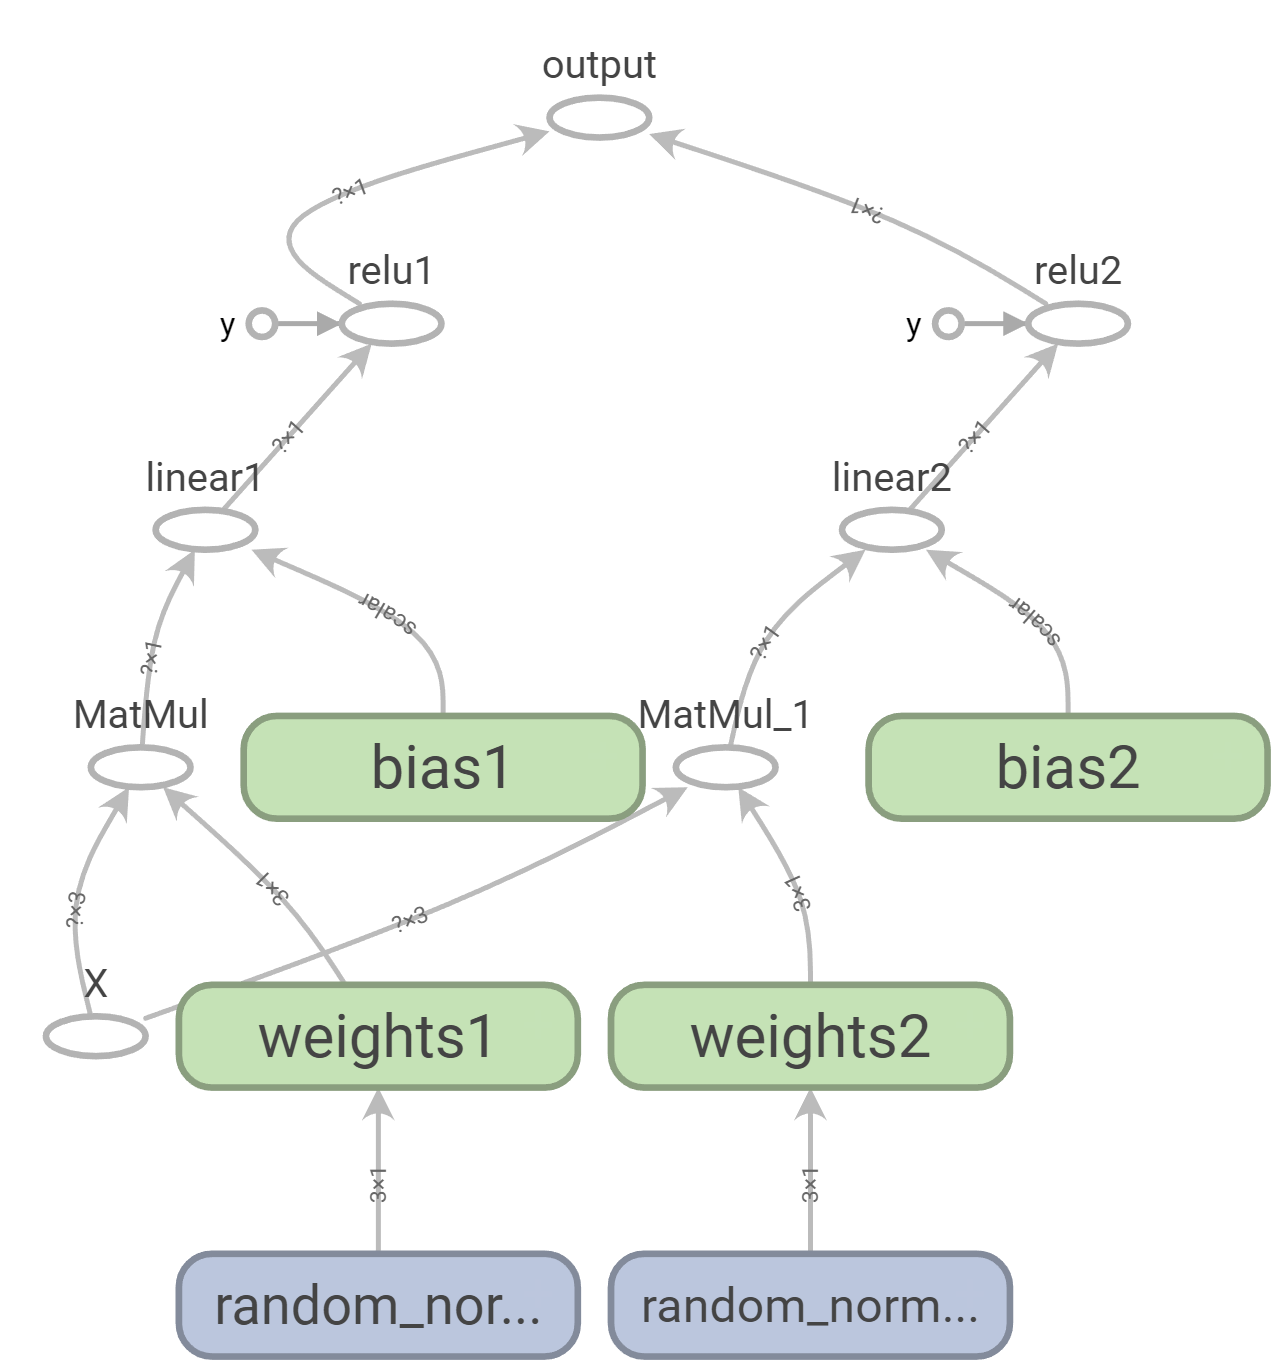 output
?×1
?×1
relu1
relu2
y
y
?×1
?×1
linear1
linear2
scalar
scalar
?×1
?×1
MatMul
MatMul_1
bias1
bias2
?×3
3×1
?×3
3×1
X
weights1
weights2
3×1
3×1
random_nor...
random_norm...